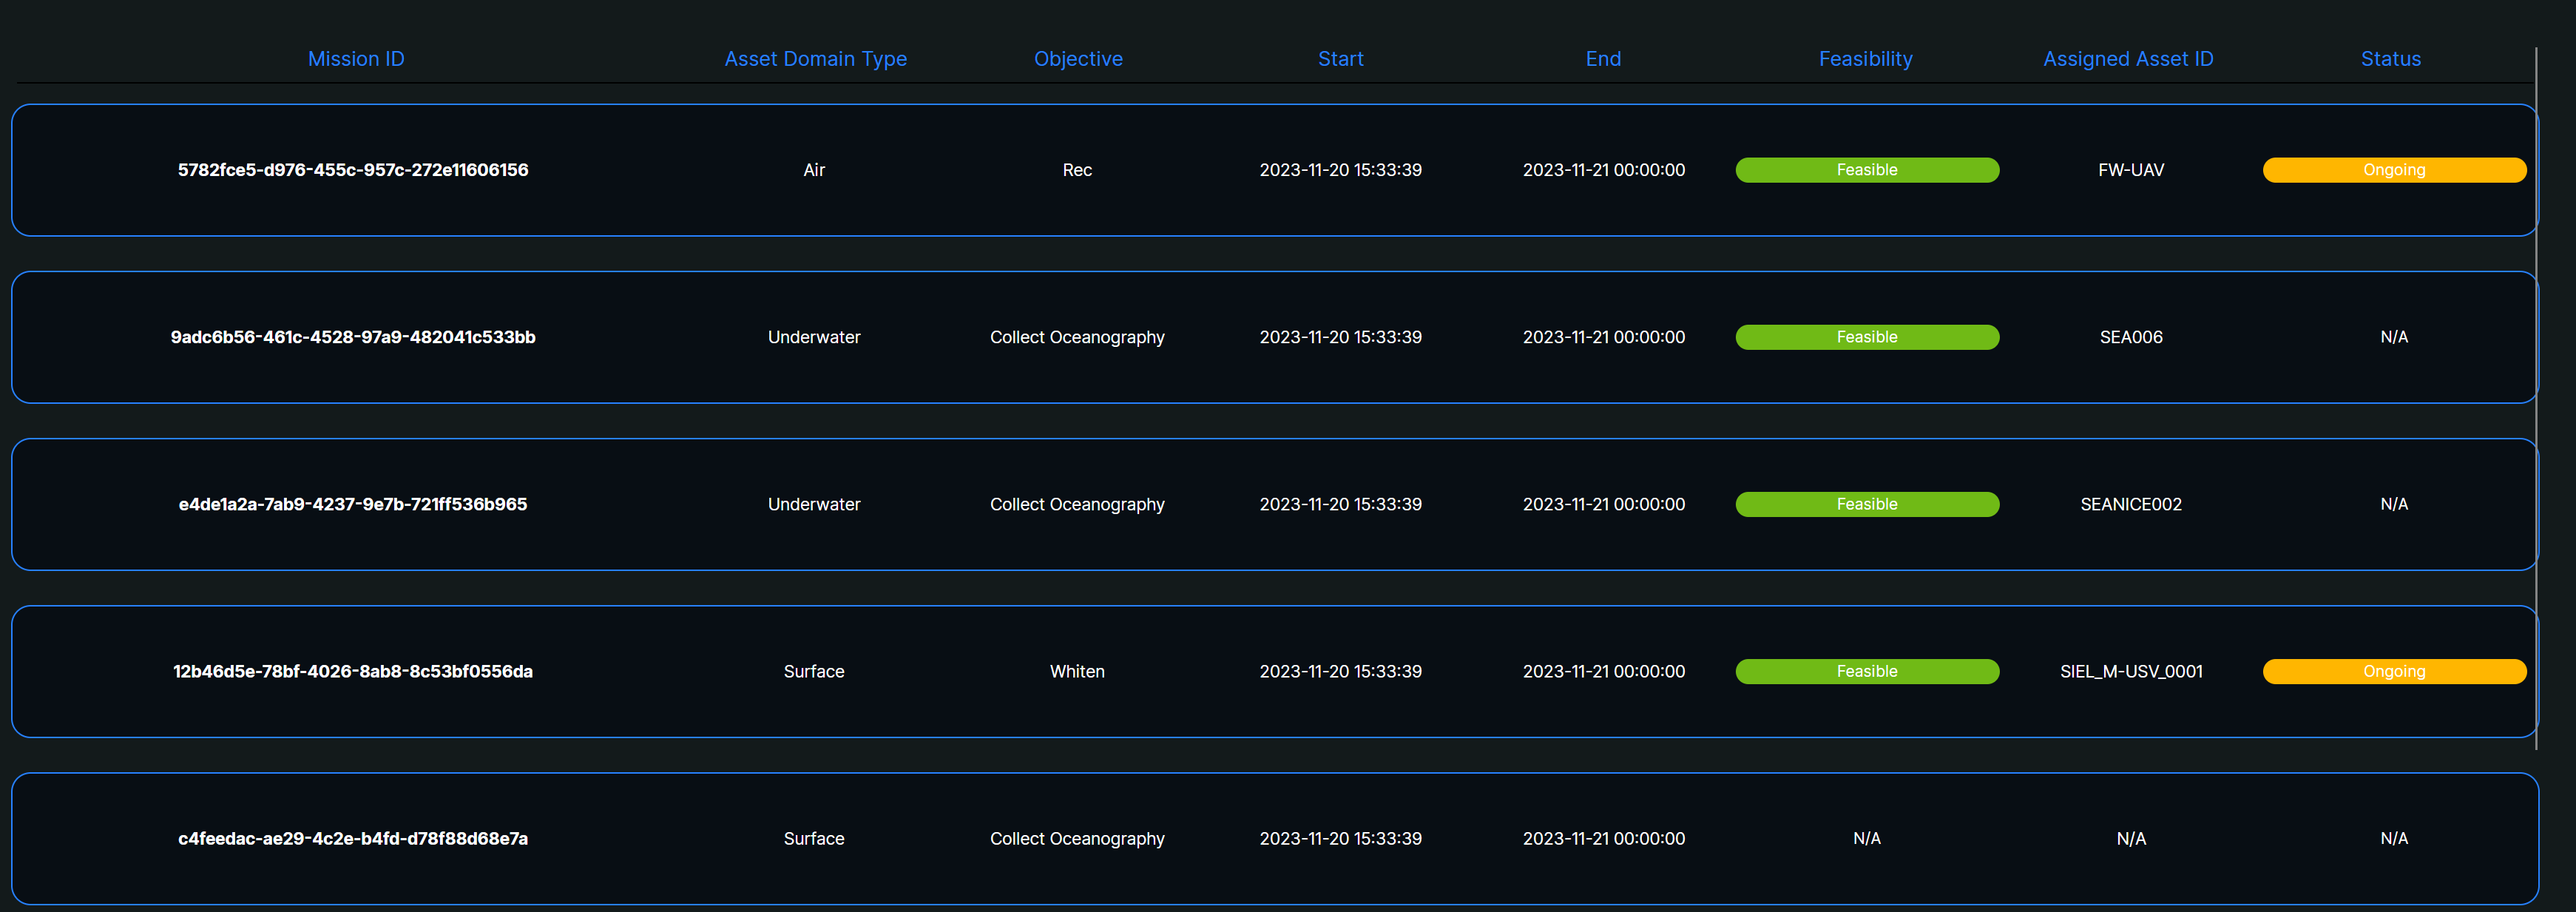 Mission ID Asset Domain Type Objective Start End Feasibility Assigned Asset ID Status
5782fce5-d976-455c-957c-272e11606156 Air Rec 2023-11-20 15:33:39 2023-11-21 00:00:00 Feasible FW-UAV Ongoing
9adc6b56-461c-4528-97a9-482041c533bb Underwater Collect Oceanography 2023-11-20 15:33:39 2023-11-21 00:00:00 Feasible SEA006 N/A
e4de1a2a-7ab9-4237-9e7b-721ff536b965 Underwater Collect Oceanography 2023-11-20 15:33:39 2023-11-21 00:00:00 Feasible SEANICE002 N/A
12b46d5e-78bf-4026-8ab8-8c53bf0556da Surface Whiten 2023-11-20 15:33:39 2023-11-21 00:00:00 Feasible SIEL_M-USV_0001 Ongoing
c4feedac-ae29-4c2e-b4fd-d78f88d68e7a Surface Collect Oceanography 2023-11-20 15:33:39 2023-11-21 00:00:00 N/A N/A N/A